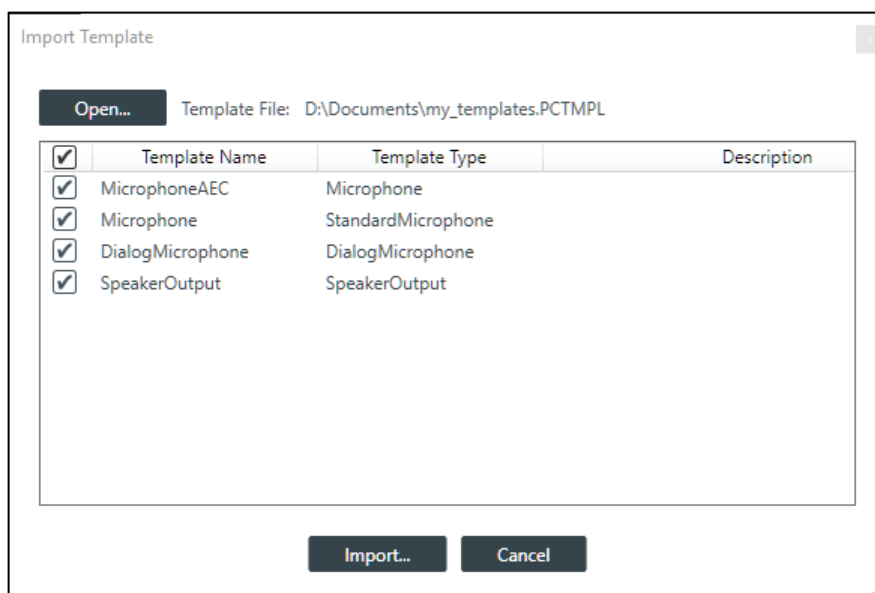 Import Template
Open... Template File: D:\Documents\my_templates.PCTMPL
Template Name Template Type Description
MicrophoneAEC Microphone
Microphone StandardMicrophone
DialogMicrophone DialogMicrophone
SpeakerOutput SpeakerOutput
Import... Cancel